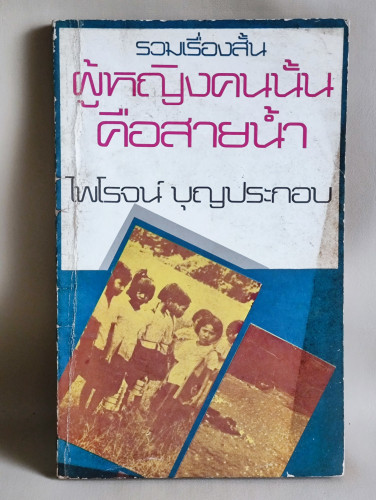 รวมเรื่องสั้น
ผู้หญิงคนนั้น
คือสายน้ำ
ไพโรจน์ บุญประกอบ